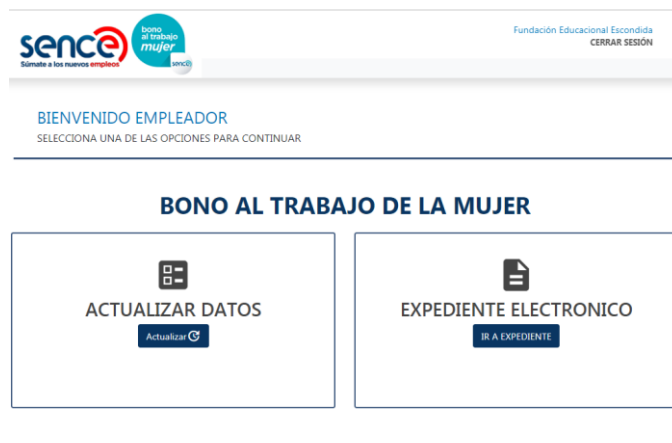 sence
Súmate a los nuevos empleos
bono
al trabajo
mujer
sence
Fundación Educacional Escondida
CERRAR SESIÓN
BIENVENIDO EMPLEADOR
SELECCIONA UNA DE LAS OPCIONES PARA CONTINUAR
BONO AL TRABAJO DE LA MUJER
ACTUALIZAR DATOS
Actualizar
EXPEDIENTE ELECTRONICO
IR A EXPEDIENTE